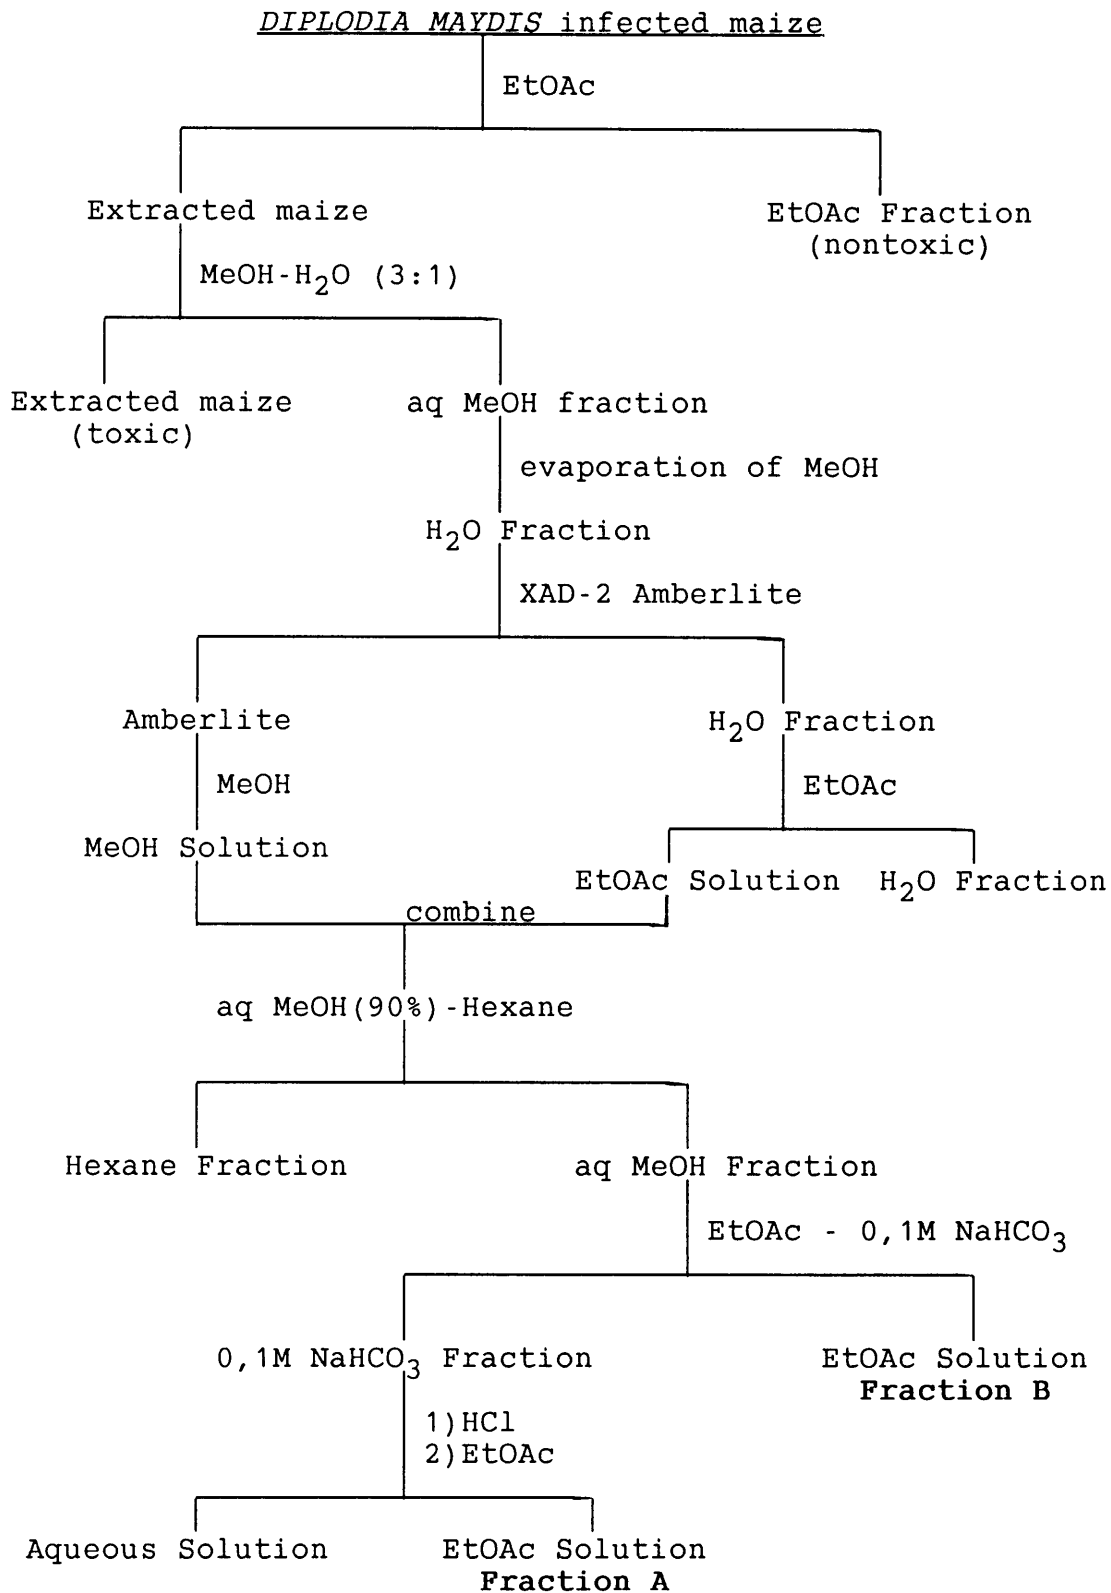 DIPLODIA MAYDIS infected maize
EtOAc
Extracted maize
EtOAc Fraction
(nontoxic)
MeOH-H₂O (3:1)
Extracted maize
(toxic)
aq MeOH fraction
evaporation of MeOH
H₂O Fraction
XAD-2 Amberlite
Amberlite
H₂O Fraction
MeOH
EtOAc
MeOH Solution
EtOAc Solution
H₂O Fraction
combine
aq MeOH(90%)-Hexane
Hexane Fraction
aq MeOH Fraction
EtOAc - 0,1M NaHCO₃
0,1M NaHCO₃ Fraction
EtOAc Solution
Fraction B
1)HCl
2)EtOAc
Aqueous Solution
EtOAc Solution
Fraction A